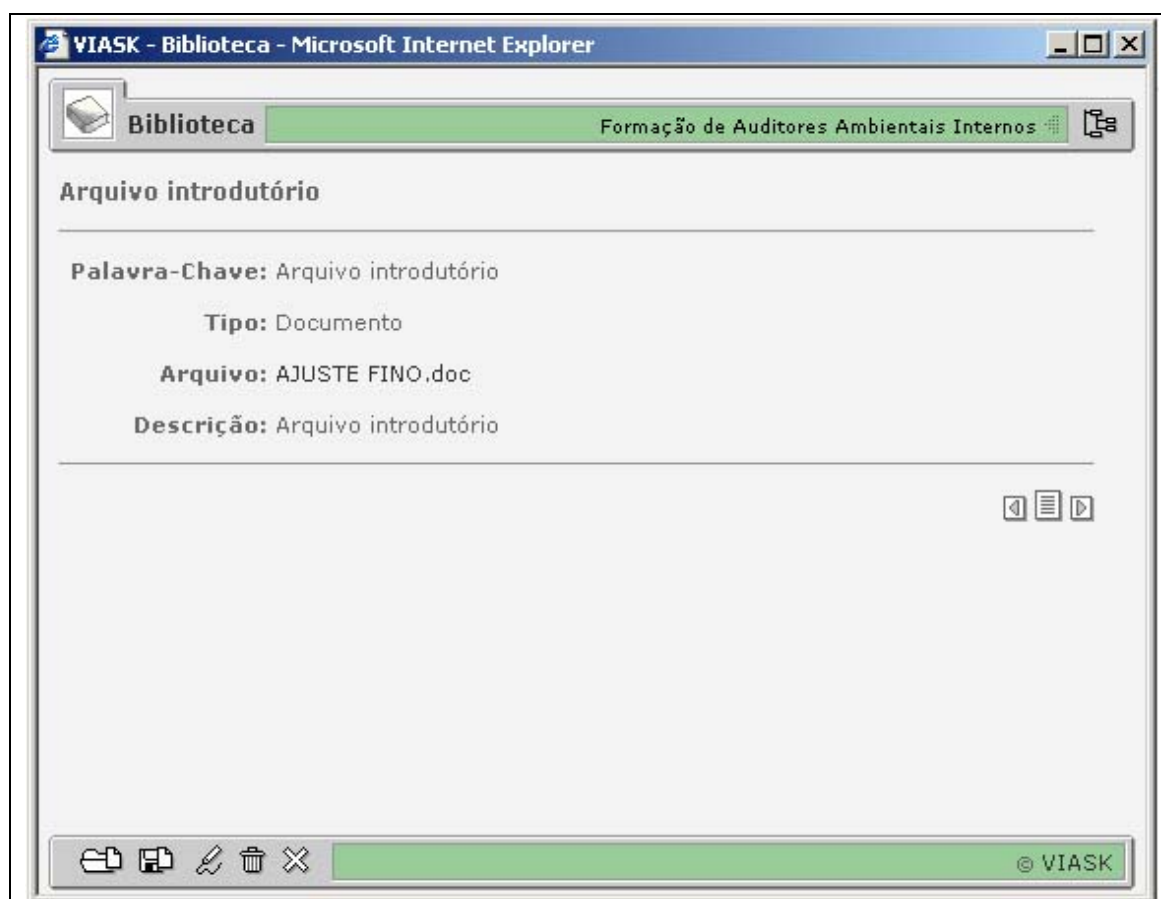 VIASK - Biblioteca - Microsoft Internet Explorer
Biblioteca
Formação de Auditores Ambientais Internos
Arquivo introdutório
Palavra-Chave: Arquivo introdutório
Tipo: Documento
Arquivo: AJUSTE FINO.doc
Descrição: Arquivo introdutório
© VIASK